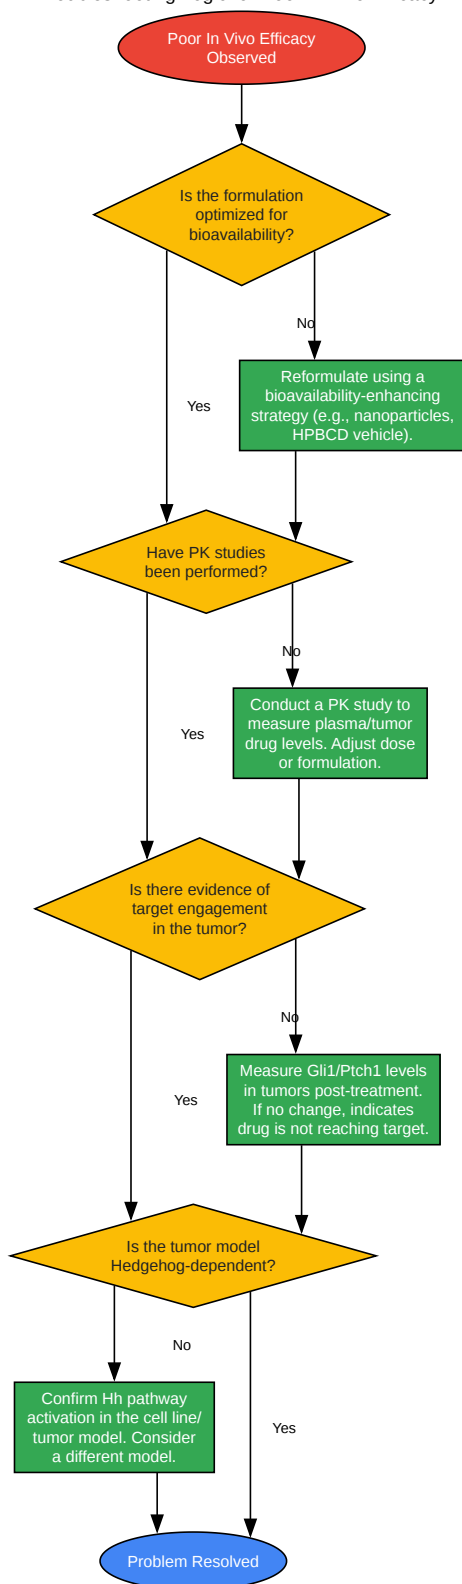 Poor In Vivo Efficacy
Observed
Is the formulation
optimized for
bioavailability?
No
Reformulate using a
bioavailability-enhancing
strategy (e.g., nanoparticles,
HPBCD vehicle).
Yes
Have PK studies
been performed?
No
Conduct a PK study to
measure plasma/tumor
drug levels. Adjust dose
or formulation.
Yes
Is there evidence of
target engagement
in the tumor?
No
Measure Gli1/Ptch1 levels
in tumors post-treatment.
If no change, indicates
drug is not reaching target.
Yes
Is the tumor model
Hedgehog-dependent?
No
Confirm Hh pathway
activation in the cell line/
tumor model. Consider
a different model.
Yes
Problem Resolved